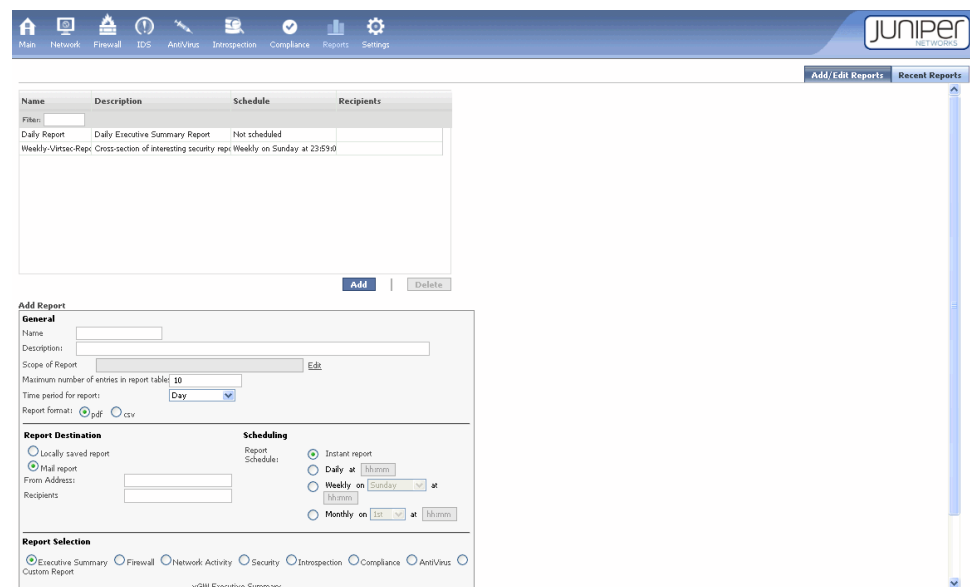 Main Network Firewall IDS AntiVirus Introspection Compliance Reports Settings
JUNIPER
NETWORKS
Add/Edit Reports Recent Reports
Name Description Schedule Recipients
Filter:
Daily Report Daily Executive Summary Report Not scheduled
Weekly-Virtsec-Repo Cross-section of interesting security repo Weekly on Sunday at 23:59:0
Add | Delete
Add Report
General
Name
Description:
Scope of Report Edit
Maximum number of entries in report table: 10
Time period for report: Day
Report format: pdf csv
Report Destination
Locally saved report
Mail report
From Address:
Recipients
Scheduling
Report Schedule:
Instant report
Daily at hh:mm
Weekly on Sunday at
hh:mm
Monthly on 1st at hh:mm
Report Selection
Executive Summary Firewall Network Activity Security Introspection Compliance AntiVirus
Custom Report
vGW Executive Summary